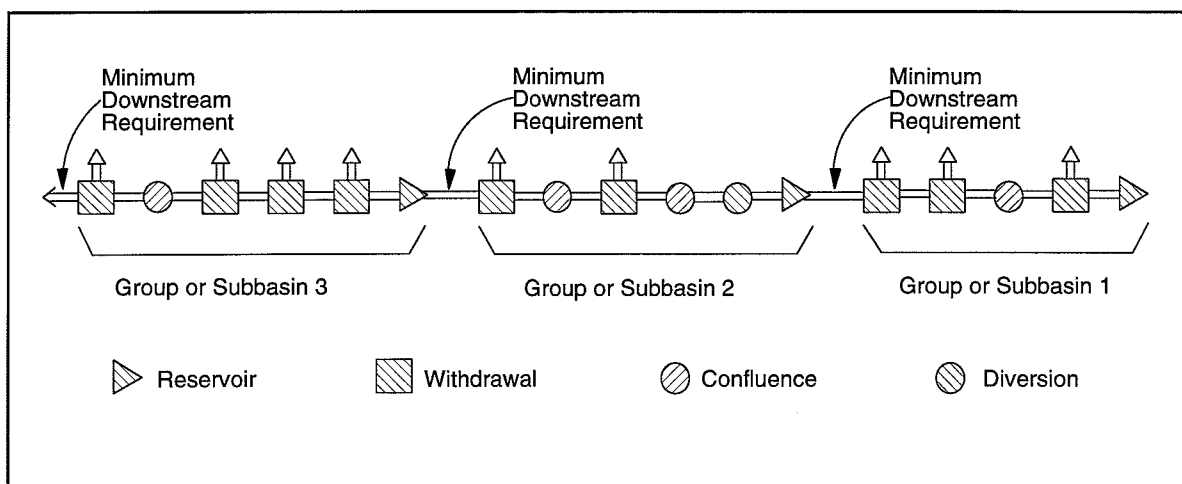 Minimum
Downstream
Requirement
Minimum
Downstream
Requirement
Minimum
Downstream
Requirement
Group or Subbasin 3
Group or Subbasin 2
Group or Subbasin 1
Reservoir
Withdrawal
Confluence
Diversion